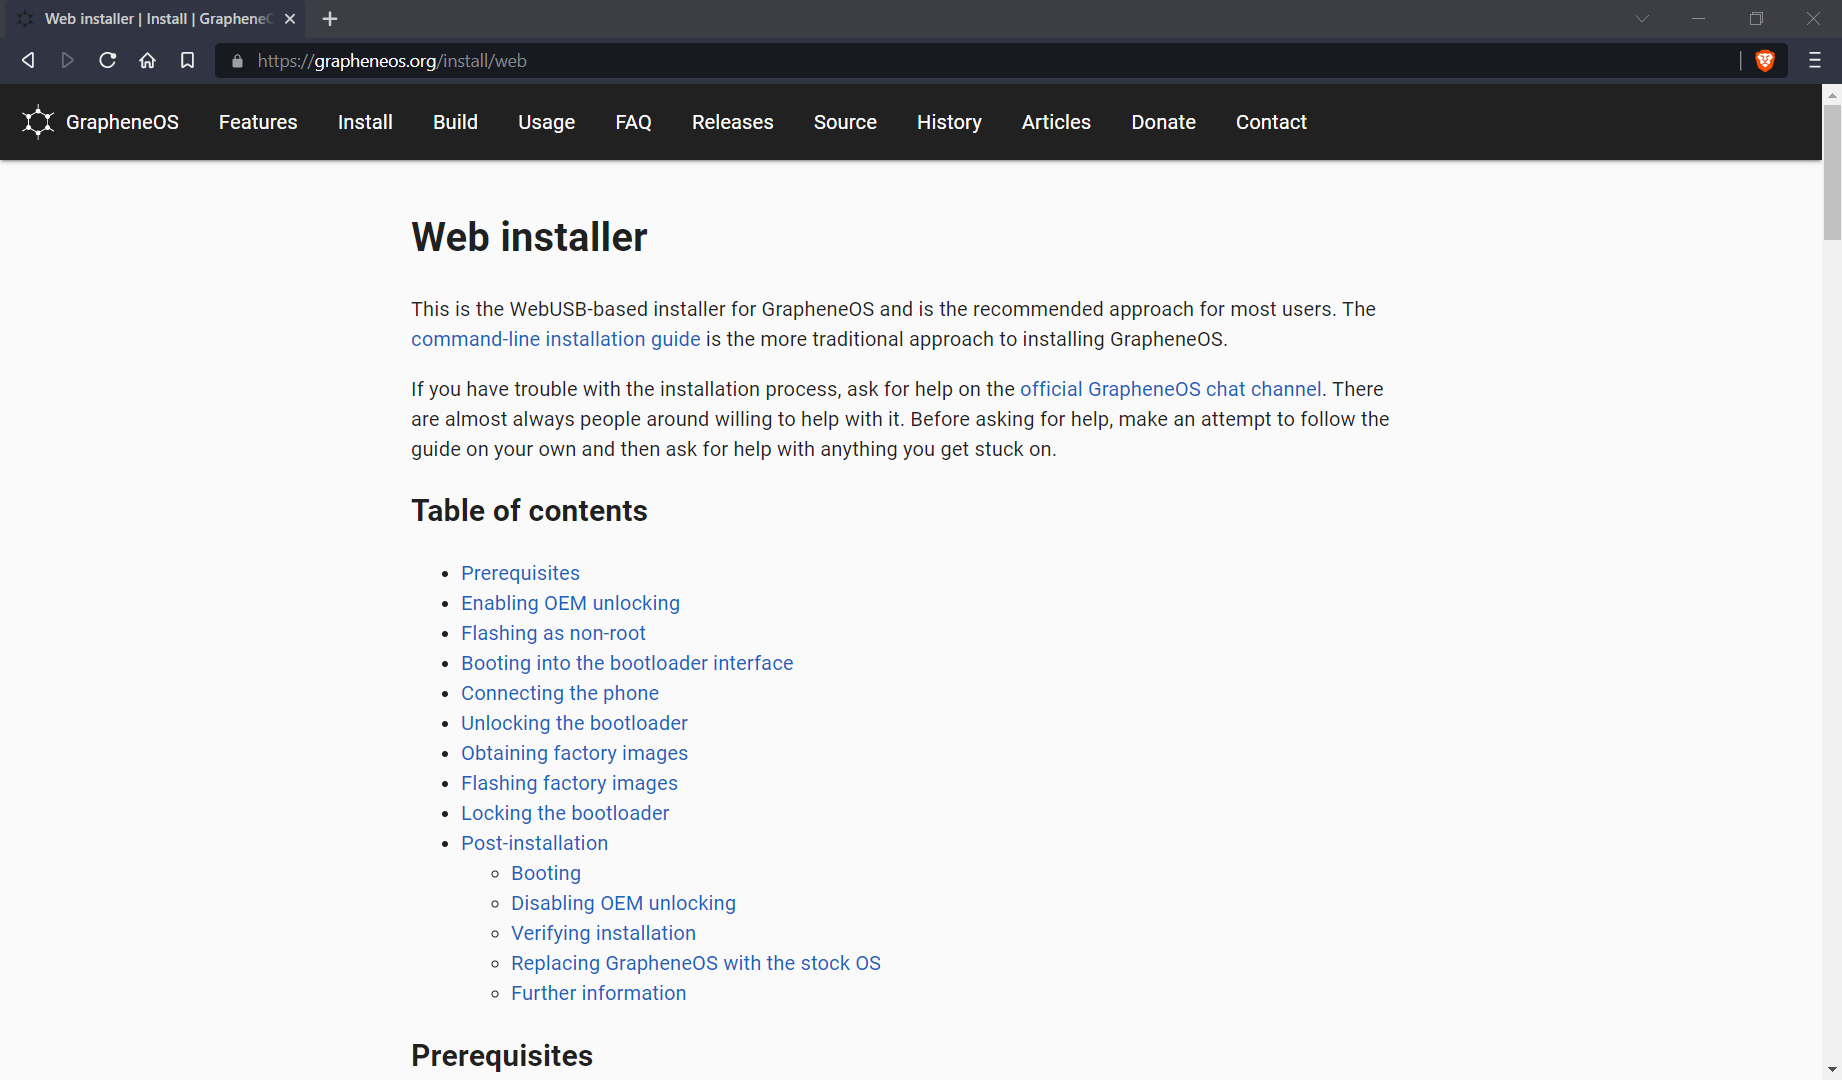 Web installer | Install | Graphene
https://grapheneos.org/install/web
GrapheneOS Features Install Build Usage FAQ Releases Source History Articles Donate Contact
Web installer
This is the WebUSB-based installer for GrapheneOS and is the recommended approach for most users. The
command-line installation guide is the more traditional approach to installing GrapheneOS.
If you have trouble with the installation process, ask for help on the official GrapheneOS chat channel. There
are almost always people around willing to help with it. Before asking for help, make an attempt to follow the
guide on your own and then ask for help with anything you get stuck on.
Table of contents
Prerequisites
Enabling OEM unlocking
Flashing as non-root
Booting into the bootloader interface
Connecting the phone
Unlocking the bootloader
Obtaining factory images
Flashing factory images
Locking the bootloader
Post-installation
Booting
Disabling OEM unlocking
Verifying installation
Replacing GrapheneOS with the stock OS
Further information
Prerequisites